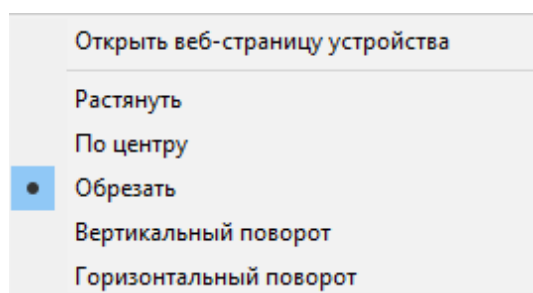 Открыть веб-страницу устройства
Растянуть
По центру
Обрезать
Вертикальный поворот
Горизонтальный поворот